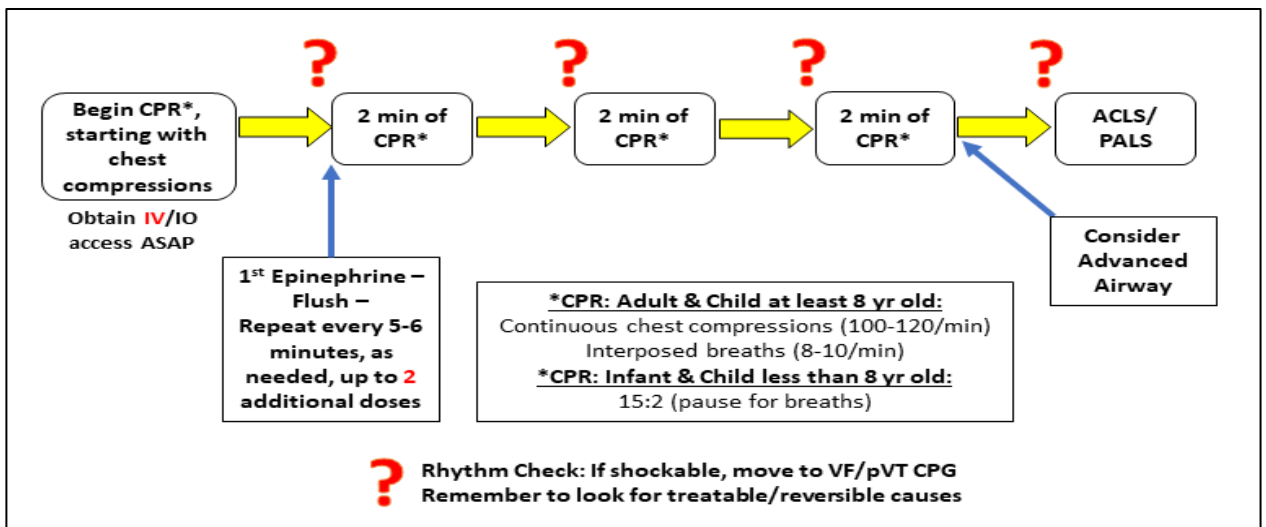 ?
?
?
?
Begin CPR*,
starting with
chest
compressions
2 min of
CPR*
2 min of
CPR*
2 min of
CPR*
ACLS/
PALS
Obtain IV/IO
access ASAP
1st Epinephrine –
Flush –
Repeat every 5-6
minutes, as
needed, up to 2
additional doses
*CPR: Adult & Child at least 8 yr old:
Continuous chest compressions (100-120/min)
Interposed breaths (8-10/min)
*CPR: Infant & Child less than 8 yr old:
15:2 (pause for breaths)
Consider
Advanced
Airway
?
Rhythm Check: If shockable, move to VF/pVT CPG
Remember to look for treatable/reversible causes